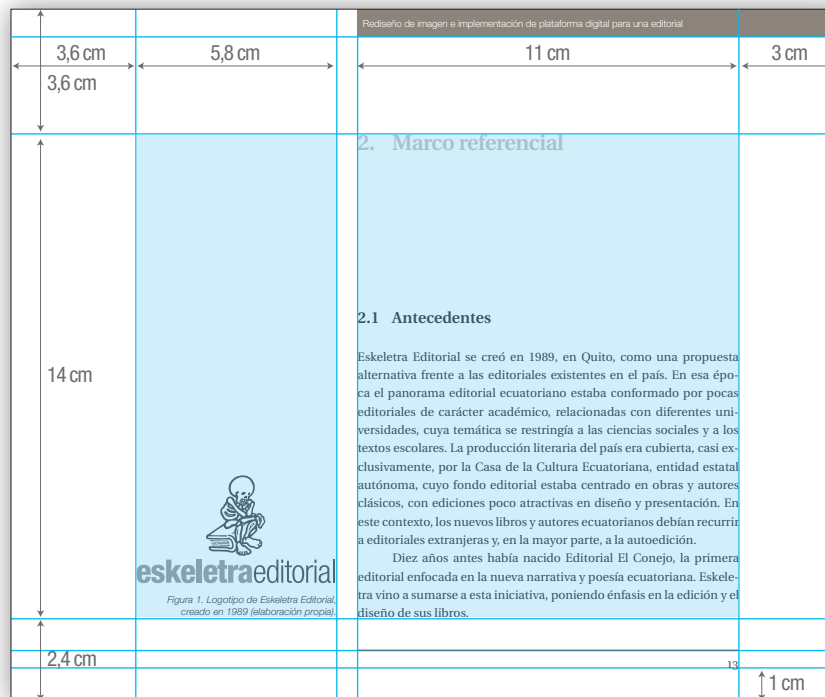 Rediseño de imagen e implementación de plataforma digital para una editorial
3,6 cm
5,8 cm
11 cm
3 cm
3,6 cm
2. Marco referencial
2.1 Antecedentes
14 cm
Eskeletra Editorial se creó en 1989, en Quito, como una propuesta
alternativa frente a las editoriales existentes en el país. En esa épo-
ca el panorama editorial ecuatoriano estaba conformado por pocas
editoriales de carácter académico, relacionadas con diferentes uni-
versidades, cuya temática se restringía a las ciencias sociales y a los
textos escolares. La producción literaria del país era cubierta, casi ex-
clusivamente, por la Casa de la Cultura Ecuatoriana, entidad estatal
autónoma, cuyo fondo editorial estaba centrado en obras y autores
clásicos, con ediciones poco atractivas en diseño y presentación. En
este contexto, los nuevos libros y autores ecuatorianos debían recurrir
a editoriales extranjeras y, en la mayor parte, a la autoedición.
Diez años antes había nacido Editorial El Conejo, la primera
editorial enfocada en la nueva narrativa y poesía ecuatoriana. Eskele-
tra vino a sumarse a esta iniciativa, poniendo énfasis en la edición y el
diseño de sus libros.
eskeletraeditorial
Figura 1. Logotipo de Eskeletra Editorial,
creado en 1989 (elaboración propia).
2,4 cm
13
1 cm